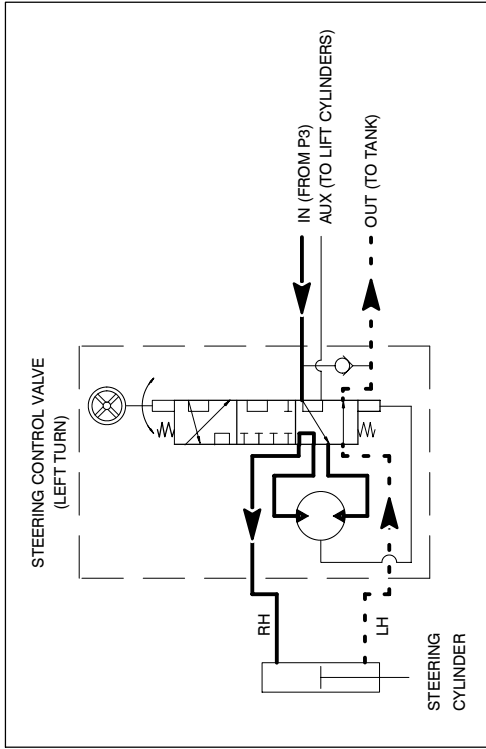 STEERING CONTROL VALVE
(LEFT TURN)
IN (FROM P3)
AUX (TO LIFT CYLINDERS)
OUT (TO TANK)
RH
LH
STEERING
CYLINDER